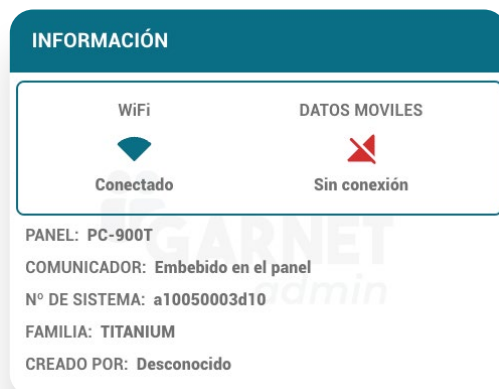 INFORMACIÓN
WiFi
DATOS MOVILES
Conectado
Sin conexión
GARNET
admin
PANEL: PC-900T
COMUNICADOR: Embebido en el panel
Nº DE SISTEMA: a10050003d10
FAMILIA: TITANIUM
CREADO POR: Desconocido